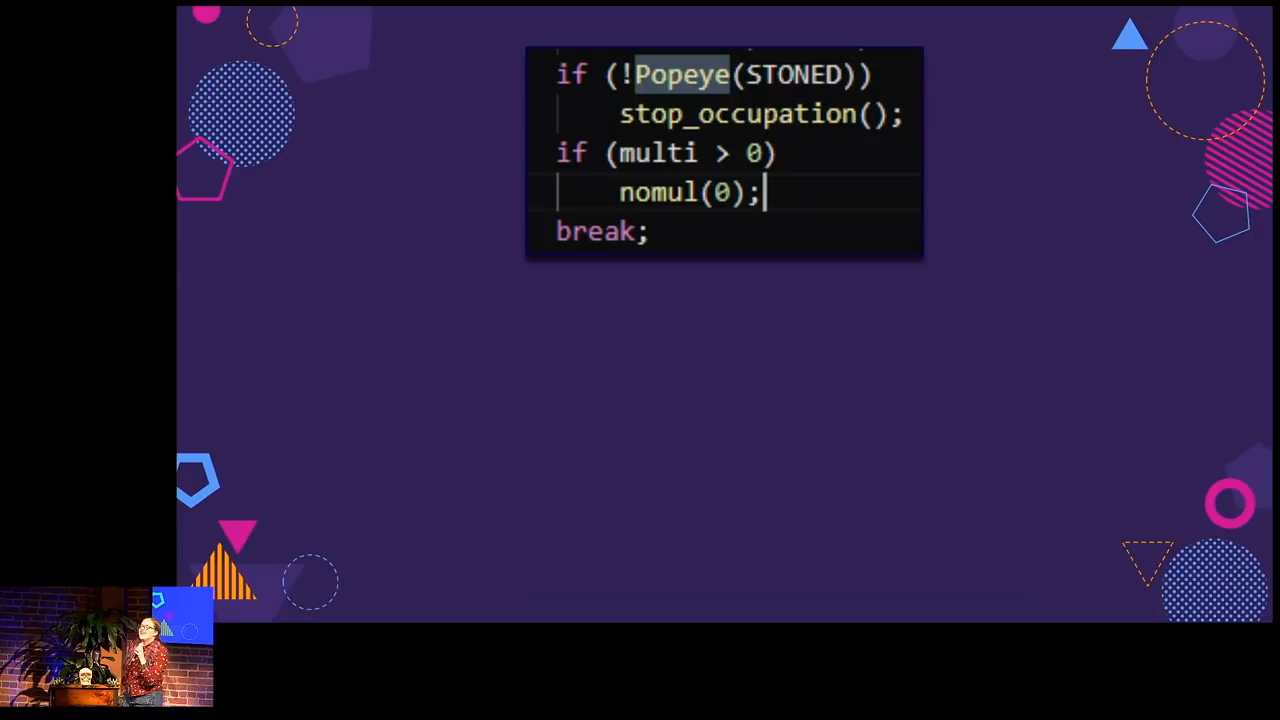 if (!Popeye(STONED))
stop_occupation();
if (multi > 0)
nomul(0);
break;